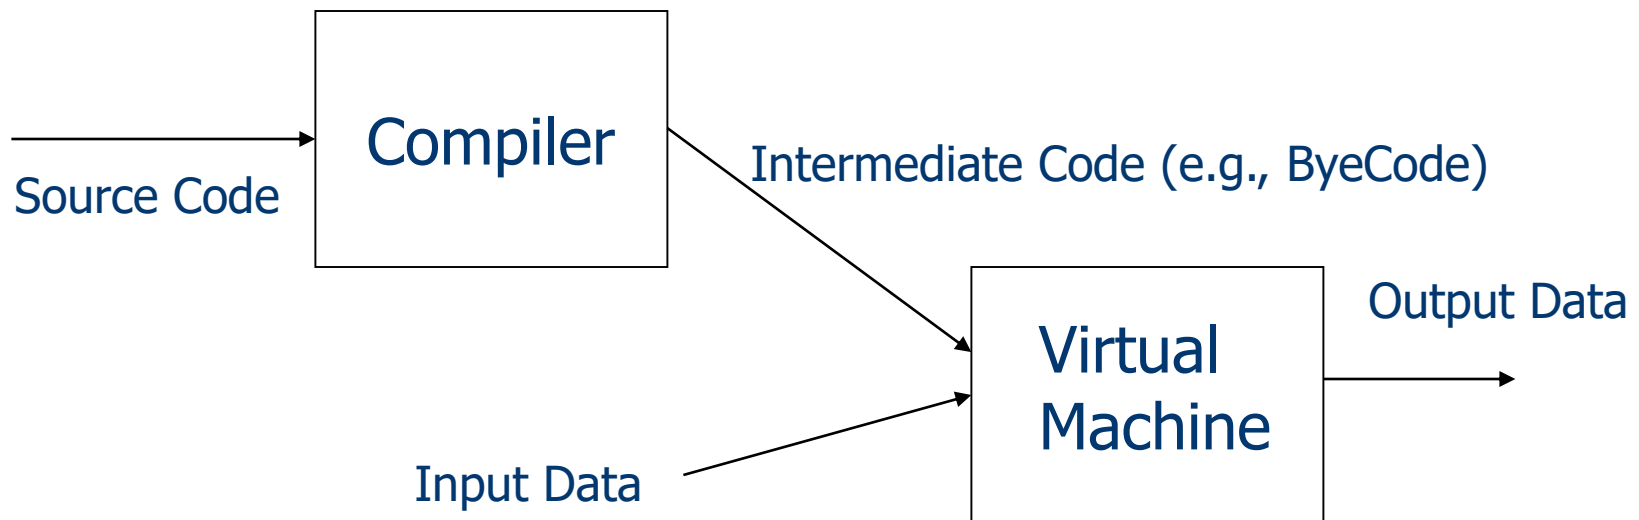 Compiler
Source Code
Intermediate Code (e.g., ByeCode)
Output Data
Virtual
Machine
Input Data